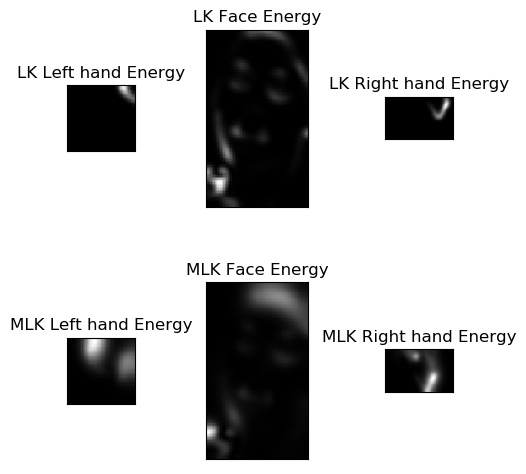 LK Face Energy
LK Left hand Energy
LK Right hand Energy
MLK Face Energy
MLK Left hand Energy
MLK Right hand Energy